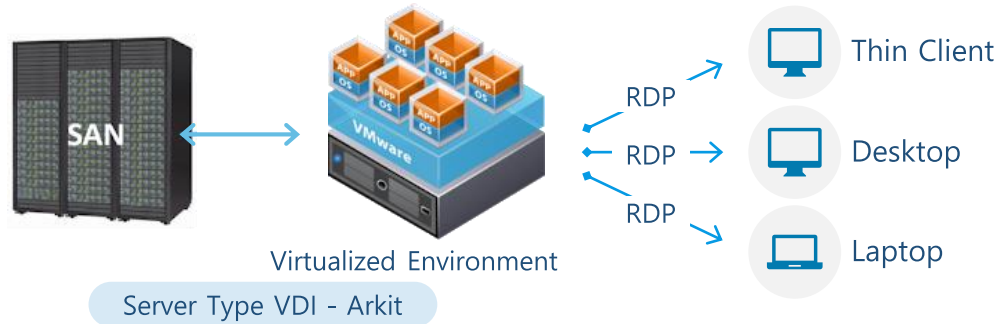 SAN
APP
OS
APP
OS
APP
OS
APP
OS
APP
OS
APP
OS
VMware
Virtualized Environment
Server Type VDI - Arkit
RDP
RDP
RDP
Thin Client
Desktop
Laptop